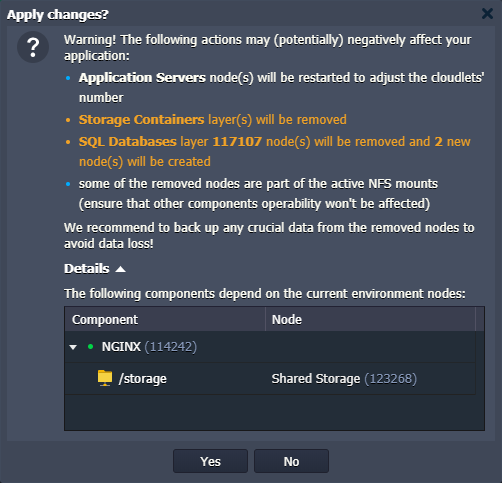 Apply changes?
Warning! The following actions may (potentially) negatively affect your
application:
Application Servers node(s) will be restarted to adjust the cloudlets'
number
Storage Containers layer(s) will be removed
SQL Databases layer 117107 node(s) will be removed and 2 new
node(s) will be created
some of the removed nodes are part of the active NFS mounts
(ensure that other components operability won't be affected)
We recommend to back up any crucial data from the removed nodes to
avoid data loss!
Details
The following components depend on the current environment nodes:
Component Node
NGINX (114242)
/storage Shared Storage (123268)
Yes No